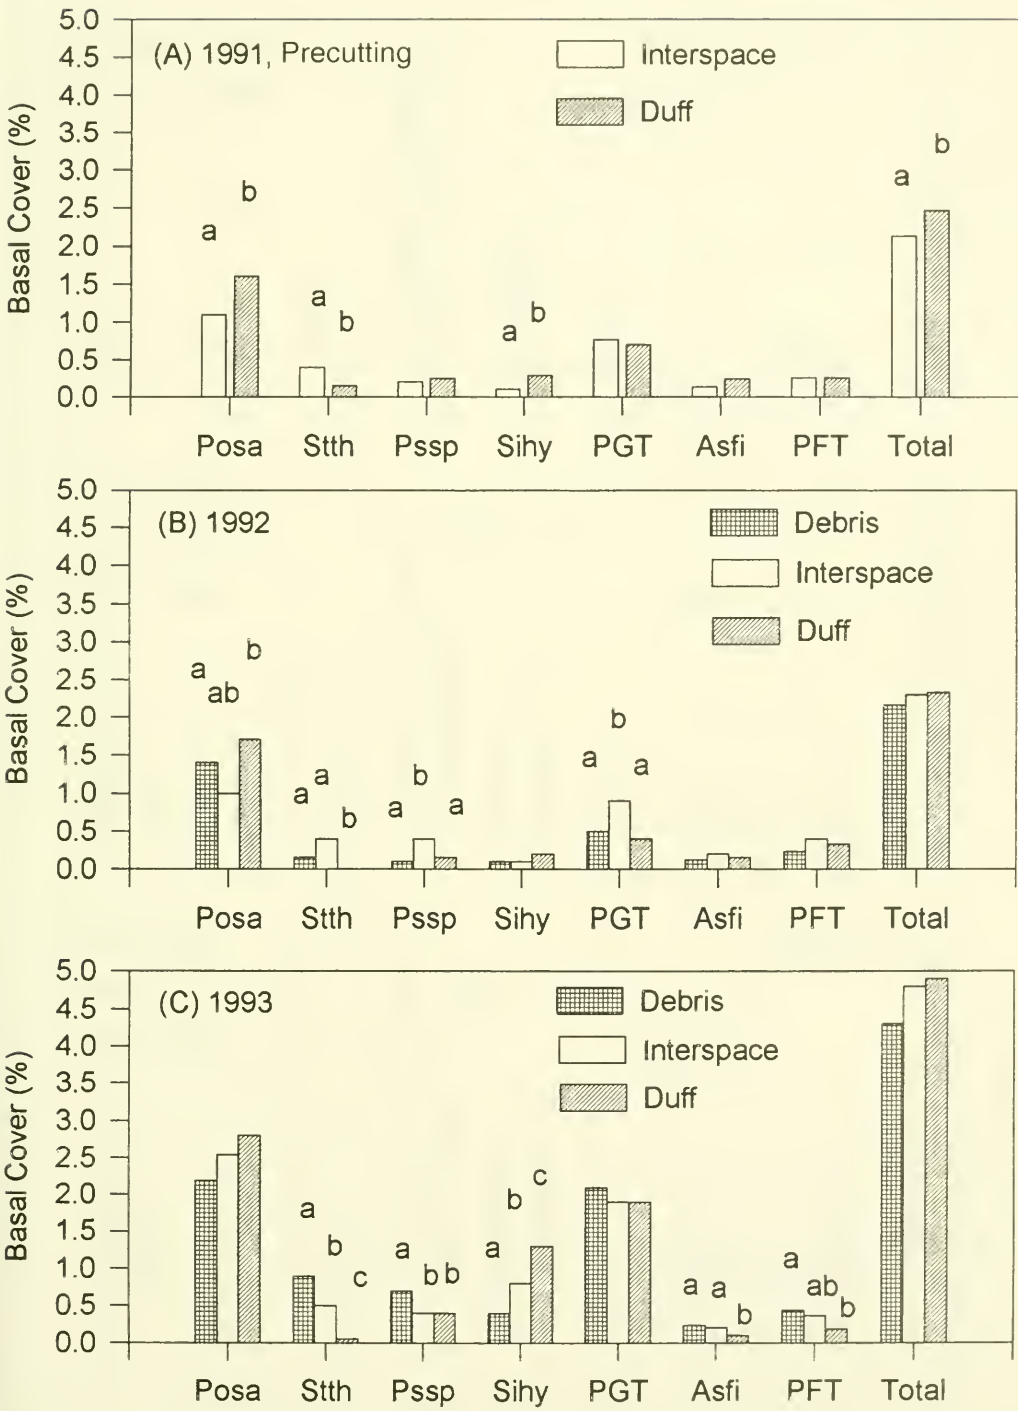 5.0
4.5
4.0
3.5
3.0
2.5
2.0
1.5
1.0
0.5
0.0
Basal Cover (%)
(A) 1991, Precutting
Interspace
Duff
a b
a b
a b
a b
Posa Stth Pssp Sihy PGT Asfi PFT Total
5.0
4.5
4.0
3.5
3.0
2.5
2.0
1.5
1.0
0.5
0.0
Basal Cover (%)
(B) 1992
Debris
Interspace
Duff
a ab b
a a b
a b a
a b a
Posa Stth Pssp Sihy PGT Asfi PFT Total
5.0
4.5
4.0
3.5
3.0
2.5
2.0
1.5
1.0
0.5
0.0
Basal Cover (%)
(C) 1993
Debris
Interspace
Duff
a b c
a b b
a b c
a a b
a ab b
Posa Stth Pssp Sihy PGT Asfi PFT Total